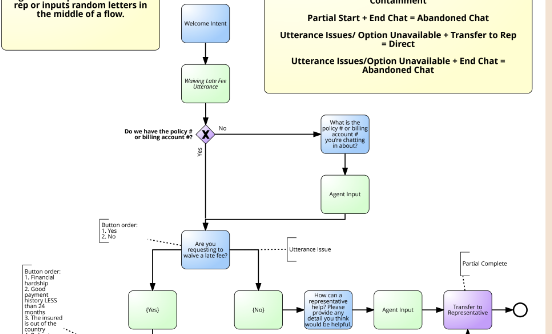 rep or inputs random letters in
the middle of a flow.
Containment
Partial Start + End Chat = Abandoned Chat
Utterance Issues/ Option Unavailable + Transfer to Rep
= Direct
Utterance Issues/Option Unavailable + End Chat =
Abandoned Chat
Welcome Intent
Waiving Late Fee
Utterance
Do we have the policy #
or billing account #?
No
Yes
What is the
policy # or billing
account #
you're chatting
in about?
Agent Input
Button order:
1. Yes
2. No
Are you
requesting to
waive a late fee?
Utterance Issue
Button order:
1. Financial
hardship
2. Good
payment
history LESS
than 24
months
3. The insured
is out of the
country
(Yes)
(No)
How can a
representative
help? Please
provide any
detail you think
would be helpful.
Agent Input
Partial Complete
Transfer to
Representative